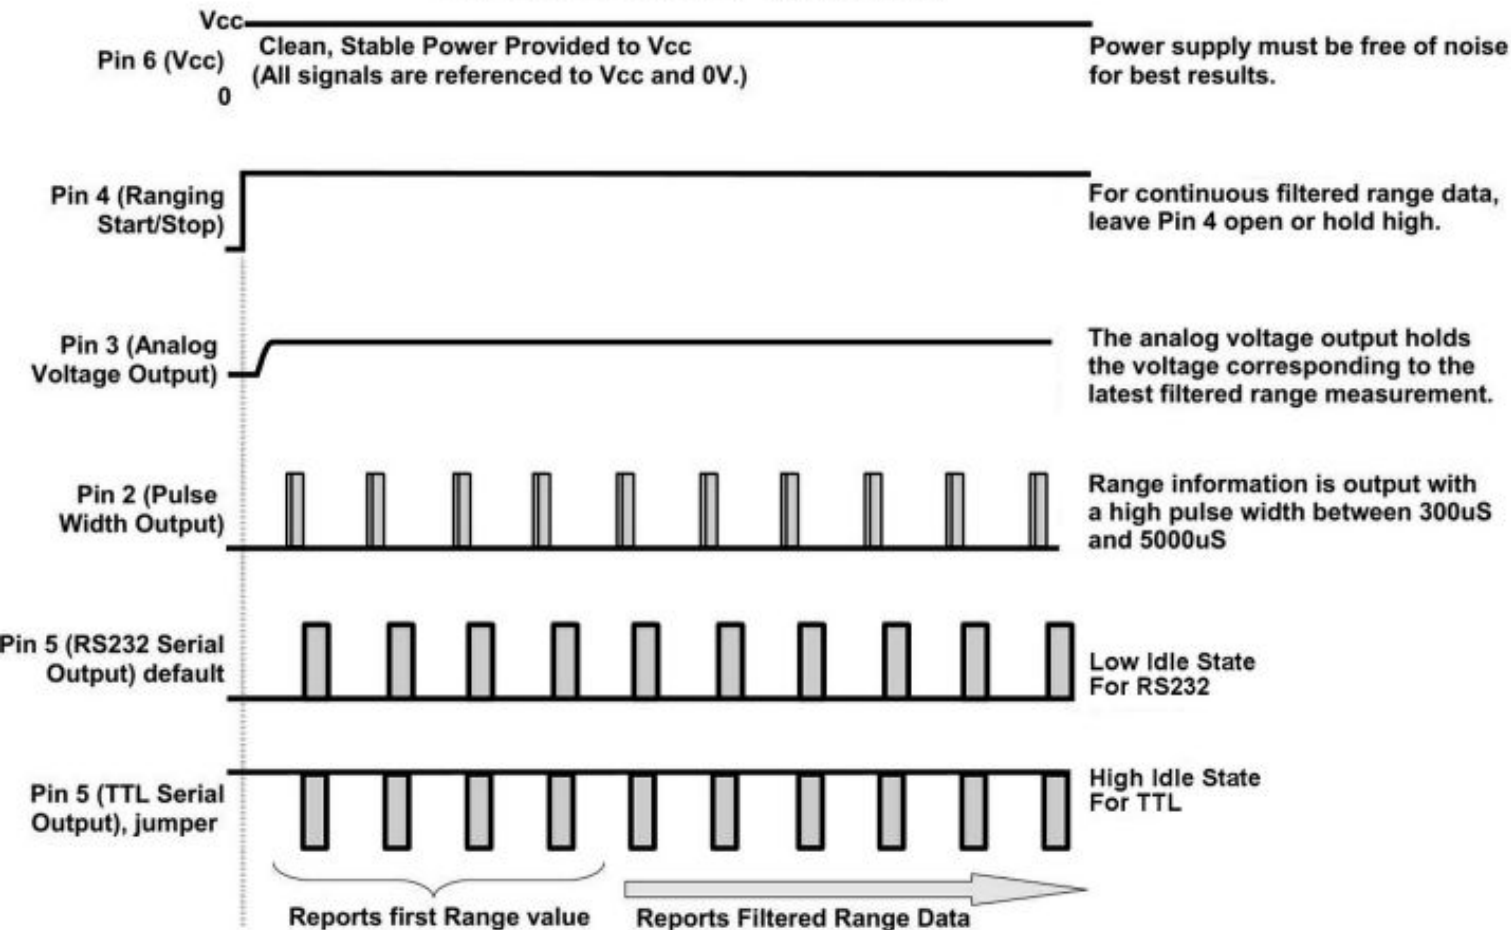 Vcc
Pin 6 (Vcc)
0
Clean, Stable Power Provided to Vcc
(All signals are referenced to Vcc and 0V.)
Power supply must be free of noise
for best results.
Pin 4 (Ranging
Start/Stop)
For continuous filtered range data,
leave Pin 4 open or hold high.
Pin 3 (Analog
Voltage Output)
The analog voltage output holds
the voltage corresponding to the
latest filtered range measurement.
Pin 2 (Pulse
Width Output)
Range information is output with
a high pulse width between 300uS
and 5000uS
Pin 5 (RS232 Serial
Output) default
Low Idle State
For RS232
Pin 5 (TTL Serial
Output), jumper
High Idle State
For TTL
Reports first Range value
Reports Filtered Range Data